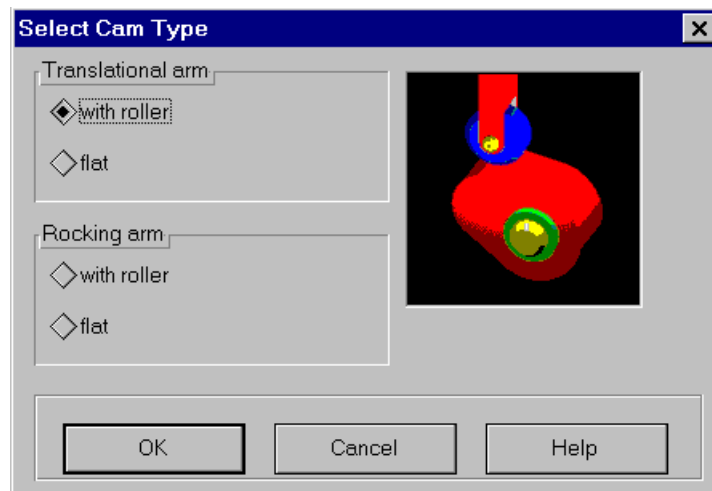 Select Cam Type
Translational arm
with roller
flat
Rocking arm
with roller
flat
OK
Cancel
Help